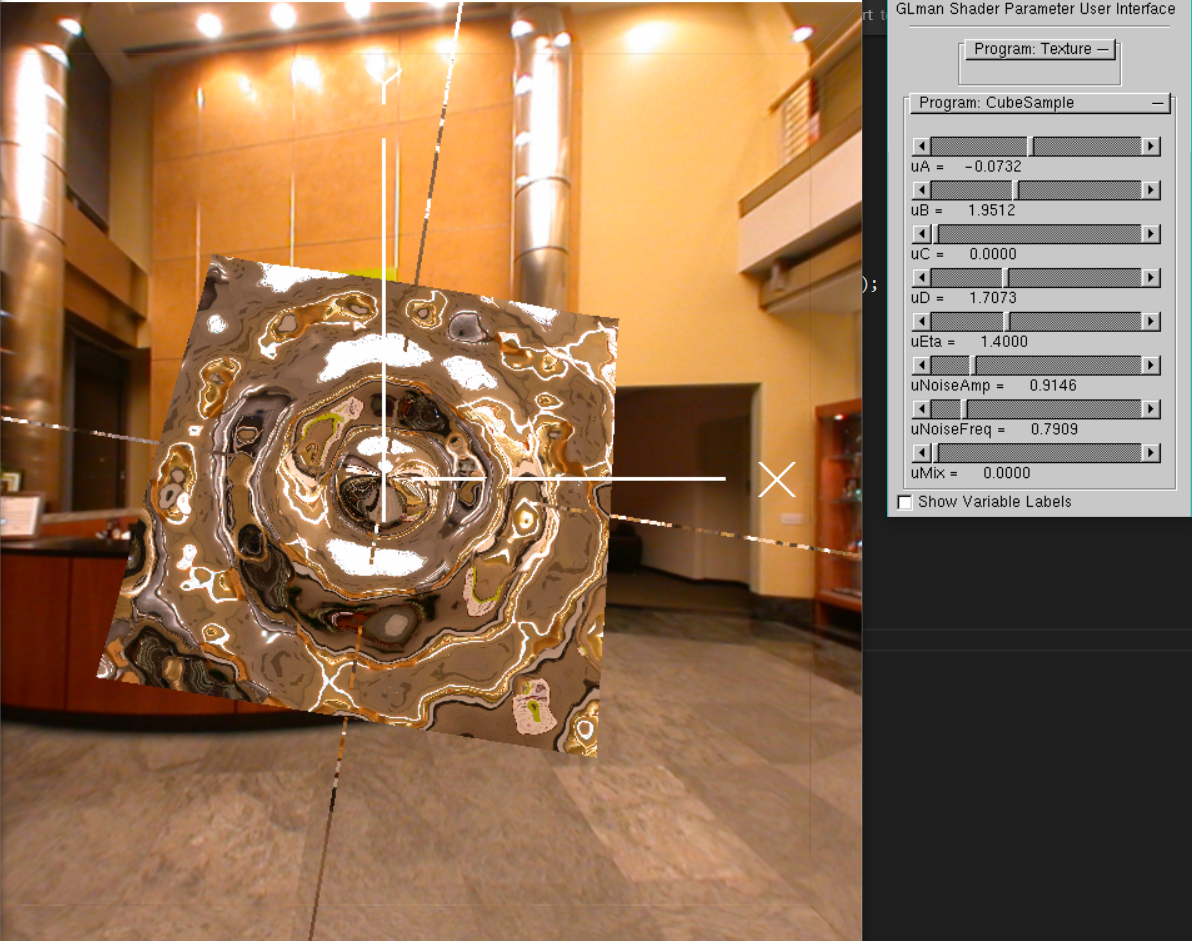 GLman Shader Parameter User Interface
Program: Texture
Program: CubeSample
uA = -0.0732
uB = 1.9512
uC = 0.0000
uD = 1.7073
uEta = 1.4000
uNoiseAmp = 0.9146
uNoiseFreq = 0.7909
uMix = 0.0000
Show Variable Labels
X
Y
);